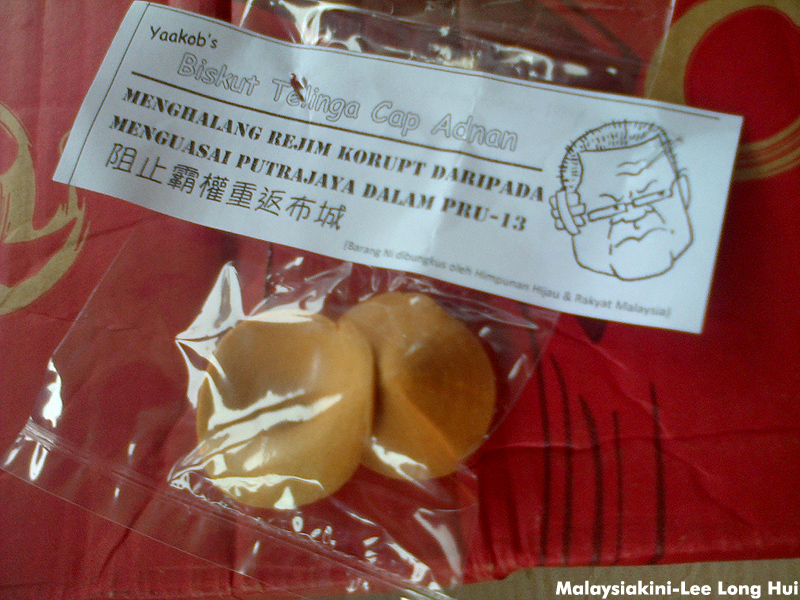 Yaakob's
Biskut Telinga Cap Adnan
MENGHALANG REJIM KORUPT DARIPADA
MENGUASAI PUTRAJAYA DALAM PRU-13
阻止霸權重返布城
(Barang Ni dibungkus oleh Himpunan Hijau & Rakyat Malaysia)
Malaysiakini-Lee Long Hui